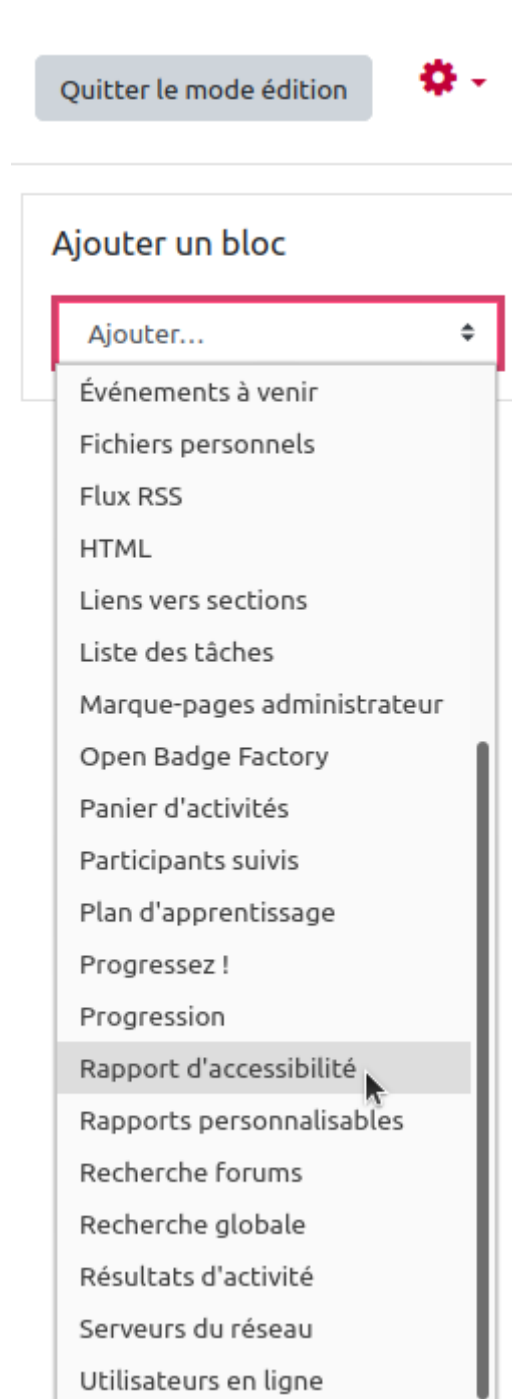 Quitter le mode édition
Ajouter un bloc
Ajouter...
Événements à venir
Fichiers personnels
Flux RSS
HTML
Liens vers sections
Liste des tâches
Marque-pages administrateur
Open Badge Factory
Panier d'activités
Participants suivis
Plan d'apprentissage
Progressez !
Progression
Rapport d'accessibilité
Rapports personnalisables
Recherche forums
Recherche globale
Résultats d'activité
Serveurs du réseau
Utilisateurs en ligne